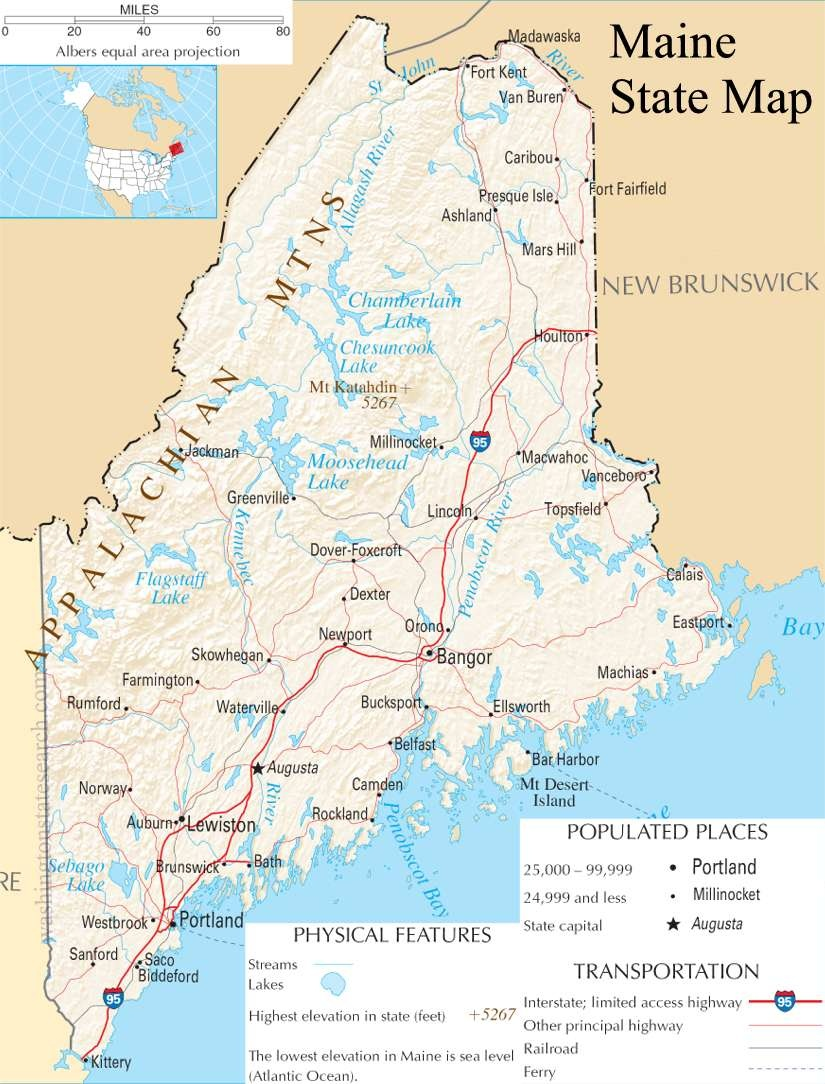 MILES
0 20 40 60 80
Albers equal area projection
Maine
State Map
Madawaska
Fort Kent
St John River
Van Buren
Allagash River
Caribou
Presque Isle
Fort Fairfield
Ashland
Mars Hill
NEW BRUNSWICK
APPALACHIAN MTNS
Chamberlain
Lake
Houlton
Chesuncook
Lake
Mt Katahdin +
5267
Millinocket
95
Jackman
Macwahoc
Moosehead
Lake
Vanceboro
Greenville
Lincoln
Topsfield
Kennebec
Penobscot River
Dover-Foxcroft
Flagstaff
Lake
Calais
Dexter
Eastport
Bay
Orono
Newport
Skowhegan
Bangor
Farmington
Machias
Rumford
Waterville
Bucksport
Ellsworth
Belfast
Augusta
Bar Harbor
River
Camden
Mt Desert
Island
Norway
Rockland
Auburn
Lewiston
Penobscot Bay
Sebago
Lake
Brunswick
Bath
RE
Westbrook
Portland
Sanford
Saco
Biddeford
95
Kittery
washingtonstatesearch.com
POPULATED PLACES
25,000 – 99,999 Portland
24,999 and less Millinocket
State capital Augusta
PHYSICAL FEATURES
Streams
Lakes
Highest elevation in state (feet) +5267
The lowest elevation in Maine is sea level
(Atlantic Ocean).
TRANSPORTATION
Interstate; limited access highway 95
Other principal highway
Railroad
Ferry